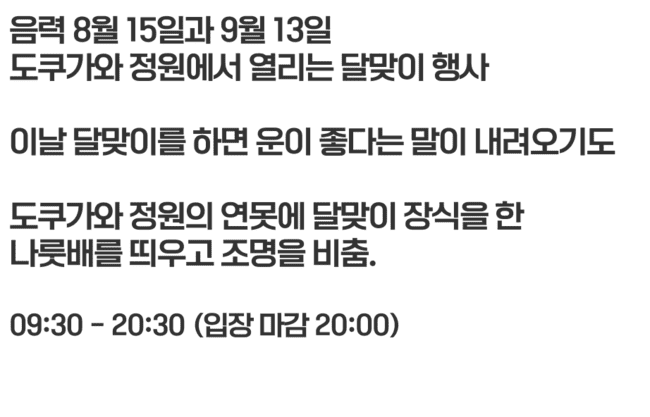 음력 8월 15일과 9월 13일
도쿠가와 정원에서 열리는 달맞이 행사
이날 달맞이를 하면 운이 좋다는 말이 내려오기도
도쿠가와 정원의 연못에 달맞이 장식을 한
나룻배를 띄우고 조명을 비춤.
09:30 - 20:30 (입장 마감 20:00)